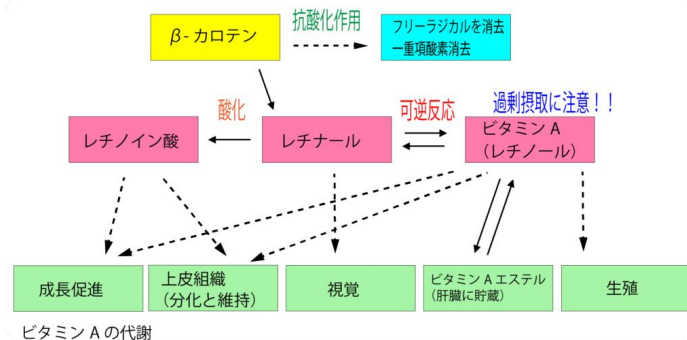 抗酸化作用
β- カロテン
フリーラジカルを消去
一重項酸素消去
酸化
可逆反応
過剰摂取に注意!!
レチノイン酸
レチナール
ビタミン A
(レチノール)
成長促進
上皮組織
(分化と維持)
視覚
ビタミン A エステル
(肝臓に貯蔵)
生殖
ビタミン A の代謝